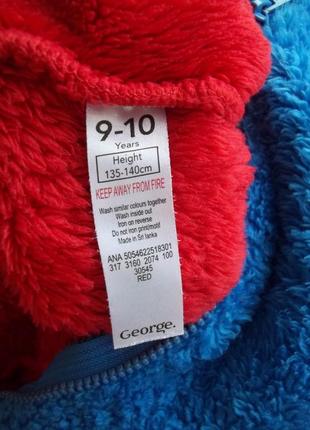 9-10
Years
Height
135-140cm
KEEP AWAY FROM FIRE
Wash similar colours together
Wash inside out
Iron on reverse
Do not iron print/motif
Made in Sri lanka
ANA 5054622518301
317 3160 2074 100
30545
RED
George.